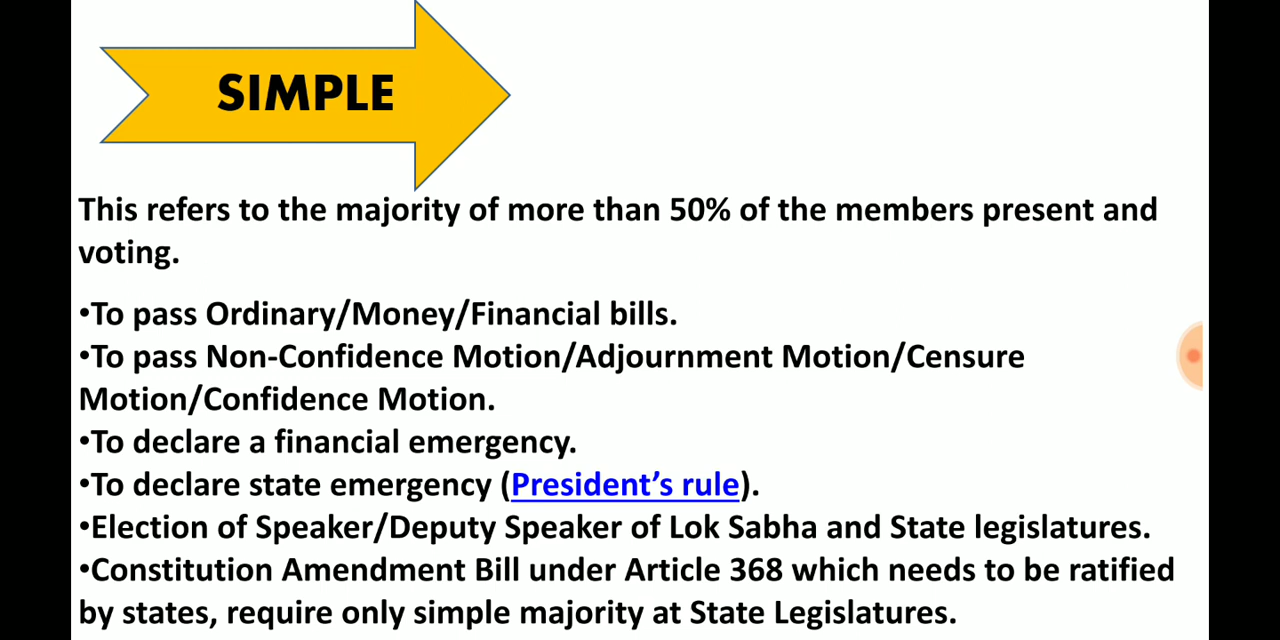 SIMPLE
This refers to the majority of more than 50% of the members present and
voting.
•To pass Ordinary/Money/Financial bills.
•To pass Non-Confidence Motion/Adjournment Motion/Censure
Motion/Confidence Motion.
•To declare a financial emergency.
•To declare state emergency (President’s rule).
•Election of Speaker/Deputy Speaker of Lok Sabha and State legislatures.
•Constitution Amendment Bill under Article 368 which needs to be ratified
by states, require only simple majority at State Legislatures.